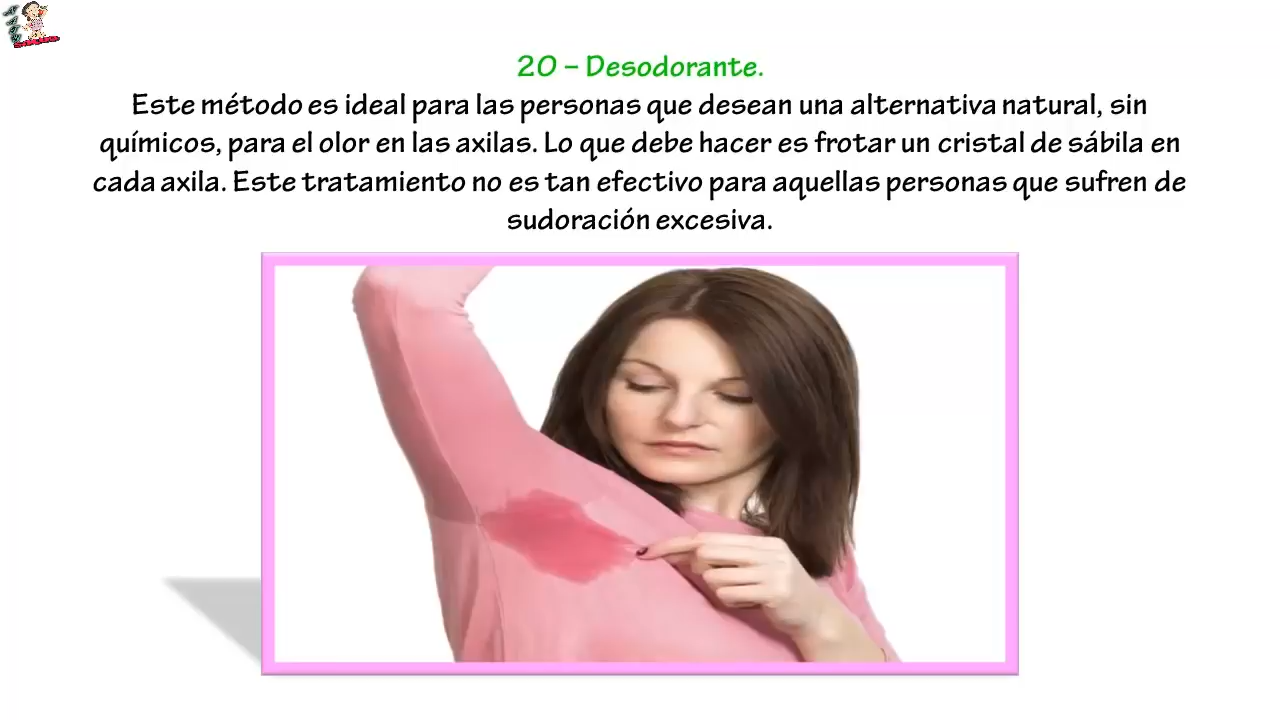 20 – Desodorante.
Este método es ideal para las personas que desean una alternativa natural, sin
químicos, para el olor en las axilas. Lo que debe hacer es frotar un cristal de sábila en
cada axila. Este tratamiento no es tan efectivo para aquellas personas que sufren de
sudoración excesiva.